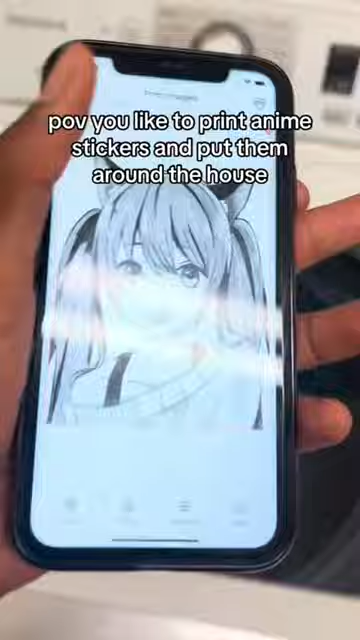 pov you like to print anime
stickers and put them
around the house